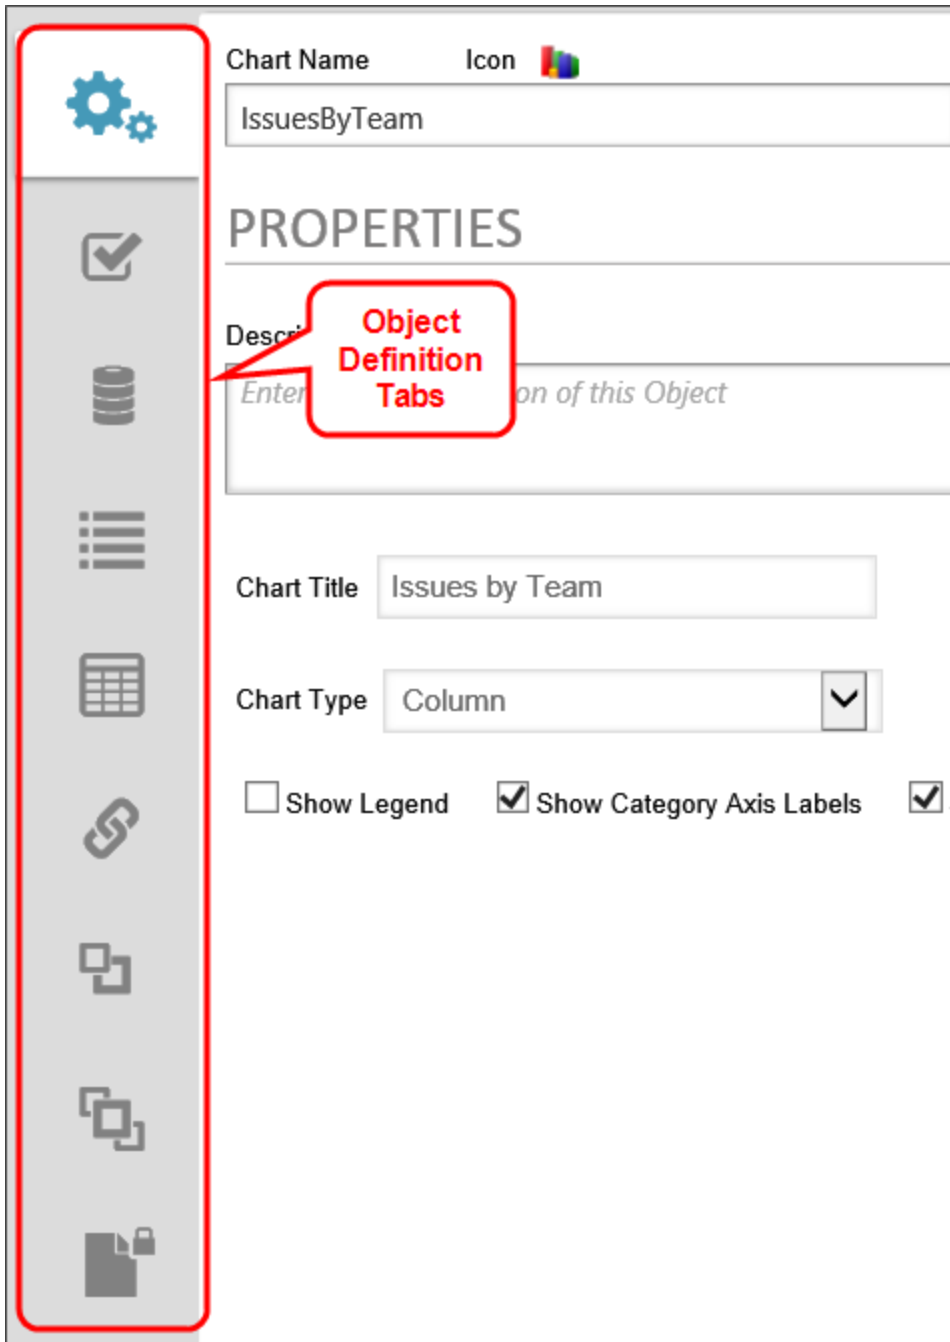 Chart Name Icon
IssuesByTeam
PROPERTIES
Object
Definition
Tabs
Enter on of this Object
Chart Title Issues by Team
Chart Type Column
Show Legend Show Category Axis Labels